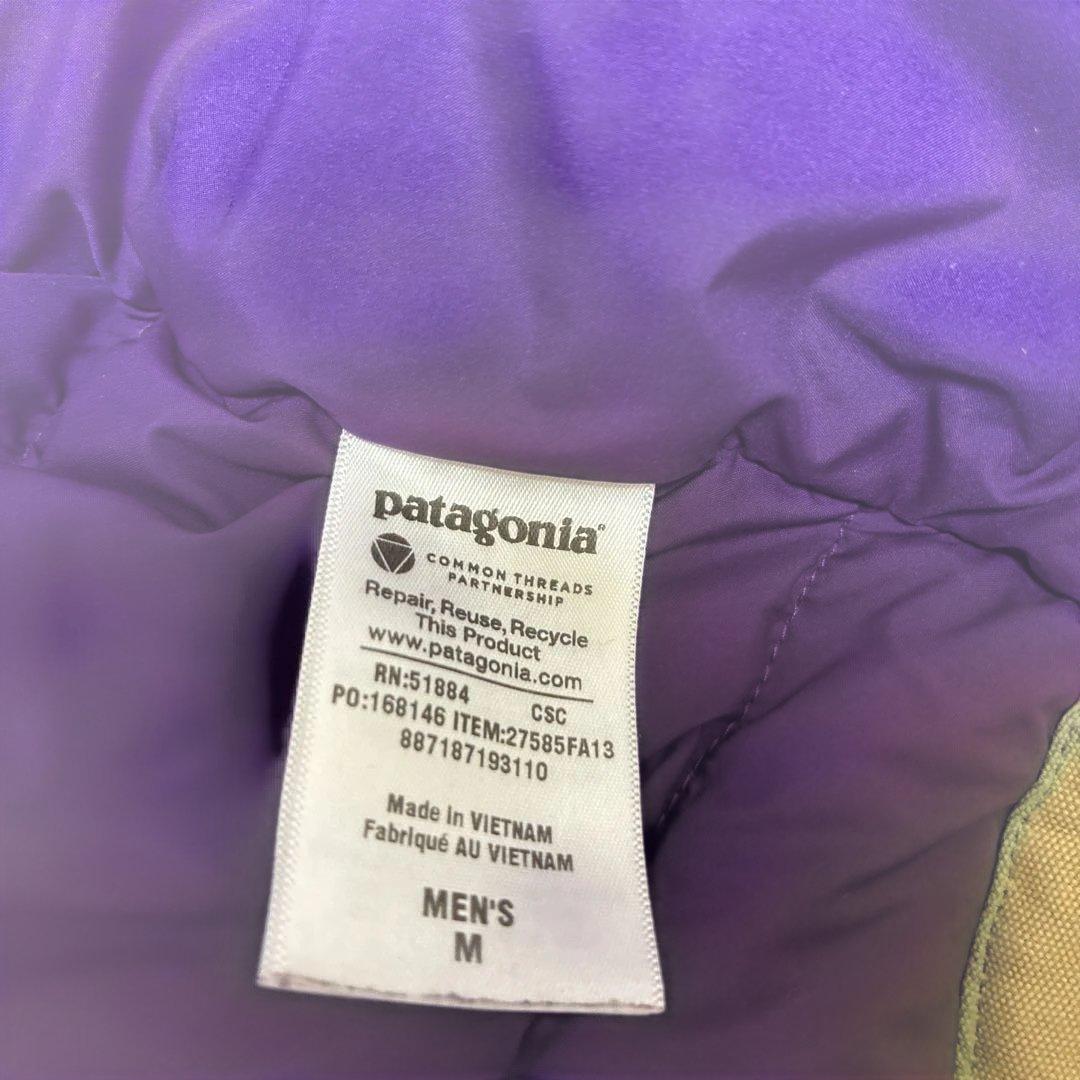 patagonia®
COMMON THREADS
PARTNERSHIP
Repair, Reuse, Recycle
This Product
www.patagonia.com
RN:51884 CSC
PO:168146 ITEM:27585FA13
887187193110
Made in VIETNAM
Fabriqué AU VIETNAM
MEN'S
M